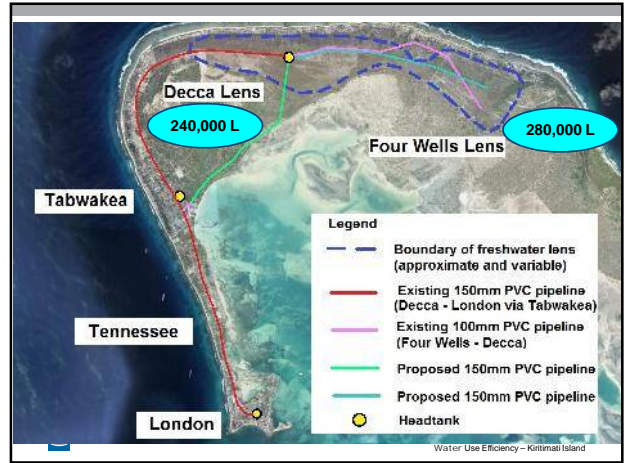 Decca Lens
240,000 L
280,000 L
Four Wells Lens
Tabwakea
Legend
Boundary of freshwater lens
(approximate and variable)
Existing 150mm PVC pipeline
(Decca - London via Tabwakea)
Existing 100mm PVC pipeline
(Four Wells - Decca)
Proposed 150mm PVC pipeline
Proposed 150mm PVC pipeline
Headtank
Tennessee
London
Water Use Efficiency – Kiritimati Island